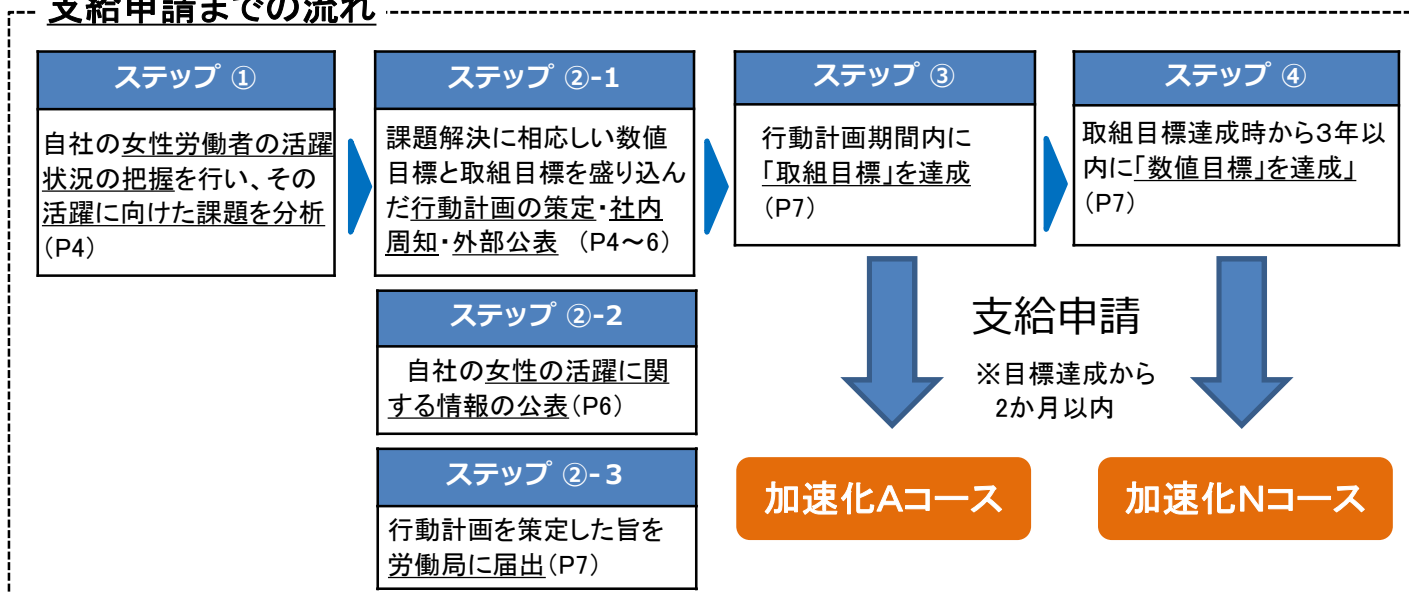 支給申請までの流れ
ステップ ①
自社の女性労働者の活躍
状況の把握を行い、その
活躍に向けた課題を分析
(P4)
ステップ ②-1
課題解決に相応しい数値
目標と取組目標を盛り込ん
だ行動計画の策定・社内
周知・外部公表 (P4~6)
ステップ ②-2
自社の女性の活躍に関
する情報の公表(P6)
ステップ ②-3
行動計画を策定した旨を
労働局に届出(P7)
ステップ ③
行動計画期間内に
「取組目標」を達成
(P7)
ステップ ④
取組目標達成時から3年以
内に「数値目標」を達成」
(P7)
支給申請
※目標達成から
2か月以内
加速化Aコース
加速化Nコース